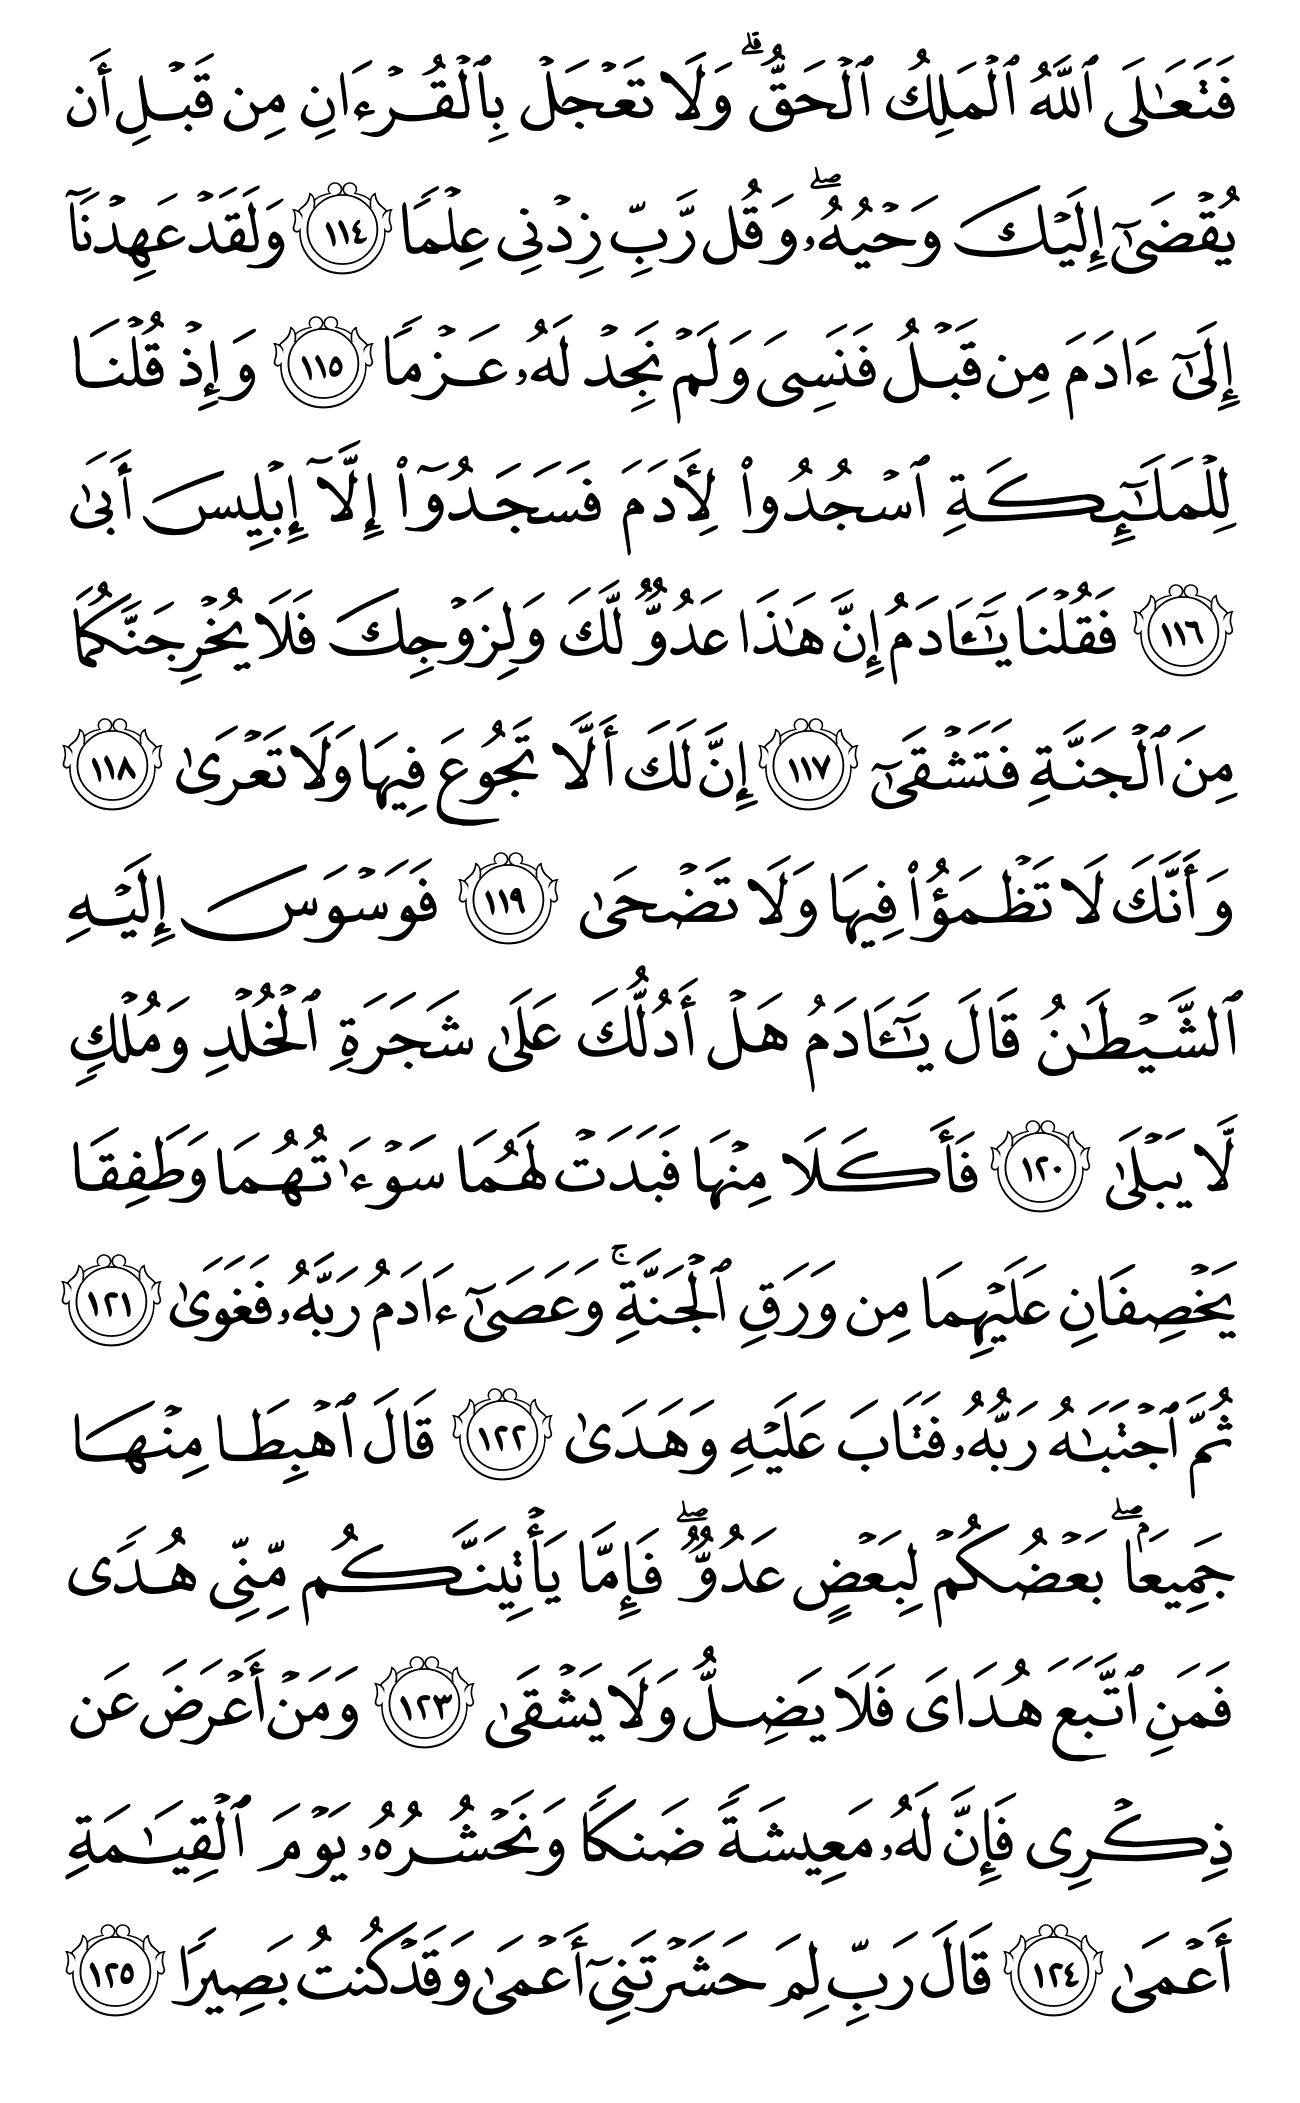 فَتَعَٰلَى ٱللَّهُ ٱلْمَلِكُ ٱلْحَقُّ ۗ وَلَا تَعْجَلْ بِٱلْقُرْءَانِ مِن قَبْلِ أَن
يُقْضَىٰٓ إِلَيْكَ وَحْيُهُۥ ۖ وَقُل رَّبِّ زِدْنِى عِلْمًا ١١٤ وَلَقَدْ عَهِدْنَآ
إِلَىٰٓ ءَادَمَ مِن قَبْلُ فَنَسِىَ وَلَمْ نَجِدْ لَهُۥ عَزْمًا ١١٥ وَإِذْ قُلْنَا
لِلْمَلَٰٓئِكَةِ ٱسْجُدُوا۟ لِـَٔادَمَ فَسَجَدُوٓا۟ إِلَّآ إِبْلِيسَ أَبَىٰ
١١٦ فَقُلْنَا يَٰٓـَٔادَمُ إِنَّ هَٰذَا عَدُوٌّ لَّكَ وَلِزَوْجِكَ فَلَا يُخْرِجَنَّكُمَا
مِنَ ٱلْجَنَّةِ فَتَشْقَىٰٓ ١١٧ إِنَّ لَكَ أَلَّا تَجُوعَ فِيهَا وَلَا تَعْرَىٰ ١١٨
وَأَنَّكَ لَا تَظْمَؤُا۟ فِيهَا وَلَا تَضْحَىٰ ١١٩ فَوَسْوَسَ إِلَيْهِ
ٱلشَّيْطَٰنُ قَالَ يَٰٓـَٔادَمُ هَلْ أَدُلُّكَ عَلَىٰ شَجَرَةِ ٱلْخُلْدِ وَمُلْكٍ
لَّا يَبْلَىٰ ١٢٠ فَأَكَلَا مِنْهَا فَبَدَتْ لَهُمَا سَوْءَٰتُهُمَا وَطَفِقَا
يَخْصِفَانِ عَلَيْهِمَا مِن وَرَقِ ٱلْجَنَّةِ ۚ وَعَصَىٰٓ ءَادَمُ رَبَّهُۥ فَغَوَىٰ ١٢١
ثُمَّ ٱجْتَبَٰهُ رَبُّهُۥ فَتَابَ عَلَيْهِ وَهَدَىٰ ١٢٢ قَالَ ٱهْبِطَا مِنْهَا
جَمِيعًۢا ۖ بَعْضُكُمْ لِبَعْضٍ عَدُوٌّ ۖ فَإِمَّا يَأْتِيَنَّكُم مِّنِّى هُدًى
فَمَنِ ٱتَّبَعَ هُدَاىَ فَلَا يَضِلُّ وَلَا يَشْقَىٰ ١٢٣ وَمَنْ أَعْرَضَ عَن
ذِكْرِى فَإِنَّ لَهُۥ مَعِيشَةً ضَنكًا وَنَحْشُرُهُۥ يَوْمَ ٱلْقِيَٰمَةِ
أَعْمَىٰ ١٢٤ قَالَ رَبِّ لِمَ حَشَرْتَنِىٓ أَعْمَىٰ وَقَدْ كُنتُ بَصِيرًا ١٢٥